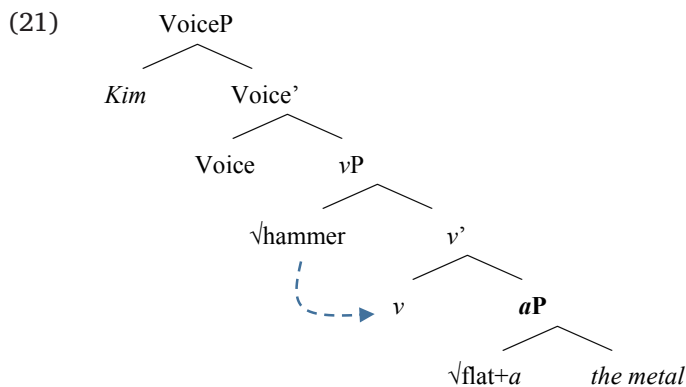 (21) VoiceP
Kim Voice’
Voice vP
√hammer v’
v aP
√flat+a the metal